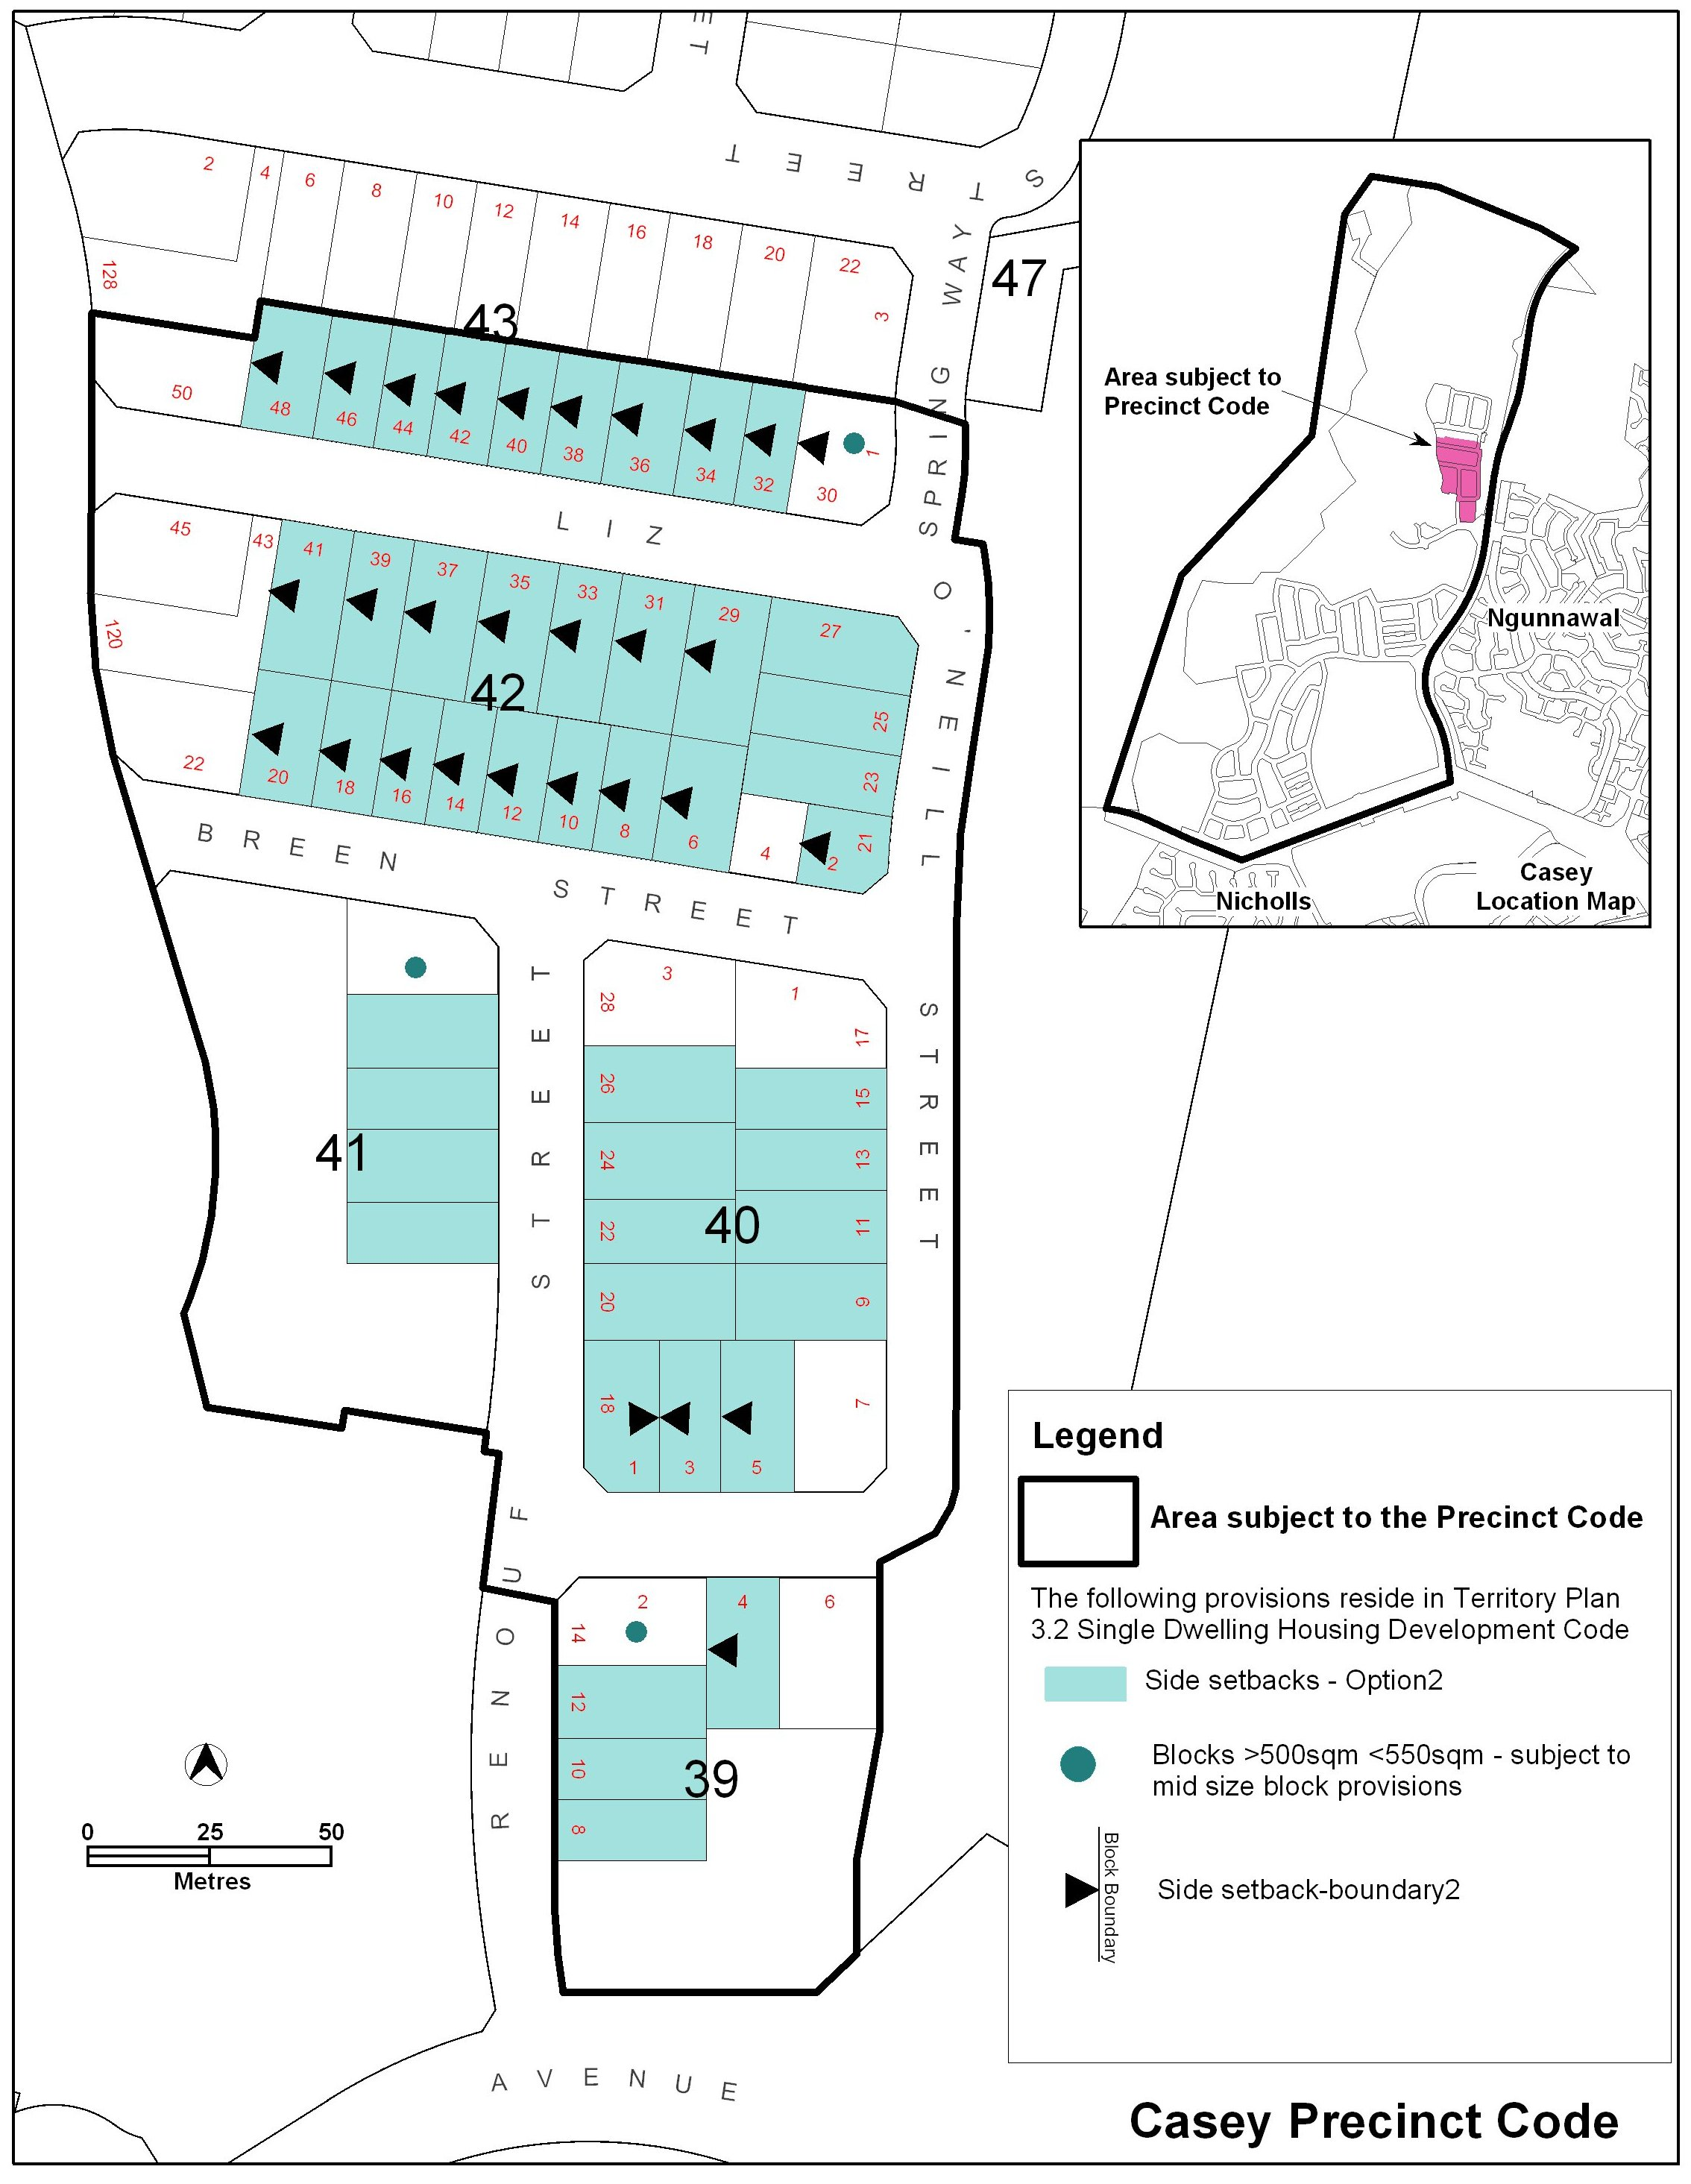 E T
S T R E E T
2
4
6
8
10
12
14
16
18
20
22
3
128
43
47
SPRING WAY
50
48
46
44
42
40
38
36
34
32
30
1
LIZ
45
43
41
39
37
35
33
31
29
27
25
23
21
120
42
22
20
18
16
14
12
10
8
6
4
2
O'NEILL
STREET
BREEN
STREET
STREET
41
3
28
1
17
26
15
24
13
40
22
11
20
9
18
1
3
5
7
RENOUF
2
14
4
6
12
10
39
8
AVENUE
0 25 50
Metres
Area subject to
Precinct Code
Ngunnawal
Nicholls
Casey
Location Map
Legend
Area subject to the Precinct Code
The following provisions reside in Territory Plan
3.2 Single Dwelling Housing Development Code
Side setbacks - Option2
Blocks >500sqm <550sqm - subject to
mid size block provisions
Block Boundary
Side setback-boundary2
Casey Precinct Code